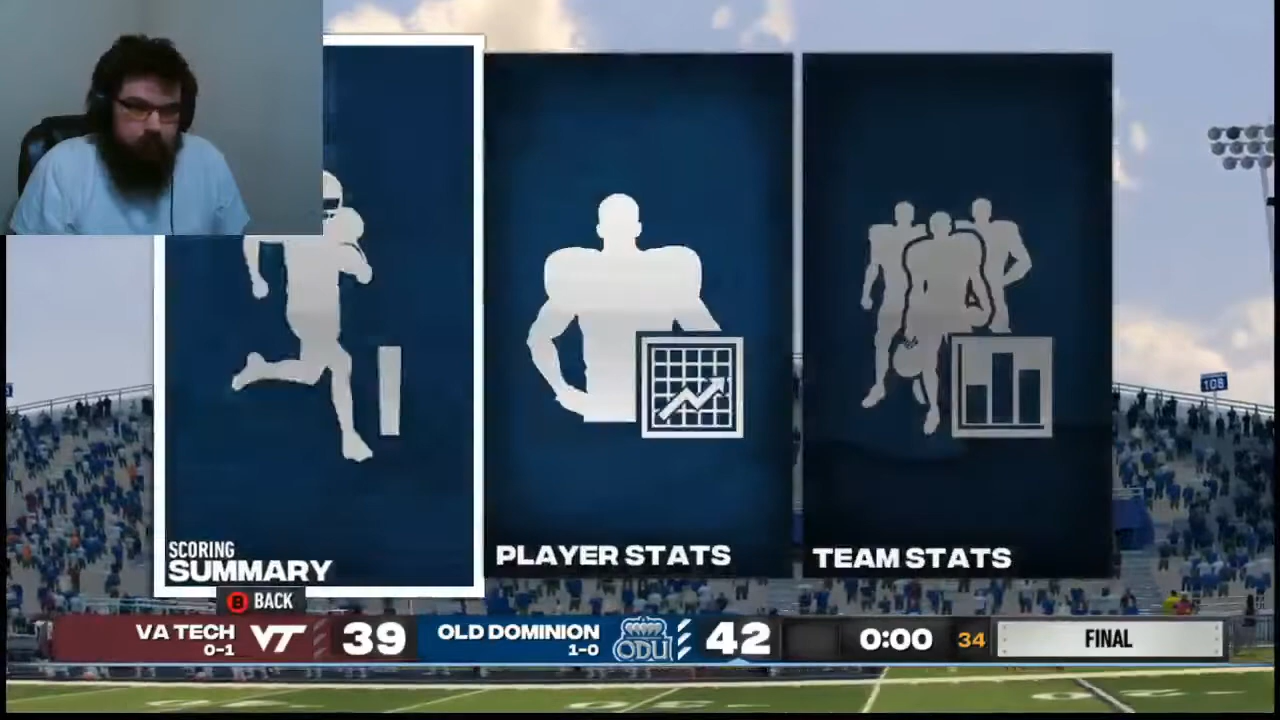 108
SCORING
SUMMARY
PLAYER STATS
TEAM STATS
B BACK
VA TECH
0-1
VT
39
OLD DOMINION
1-0
ODU
42
0:00
34
FINAL